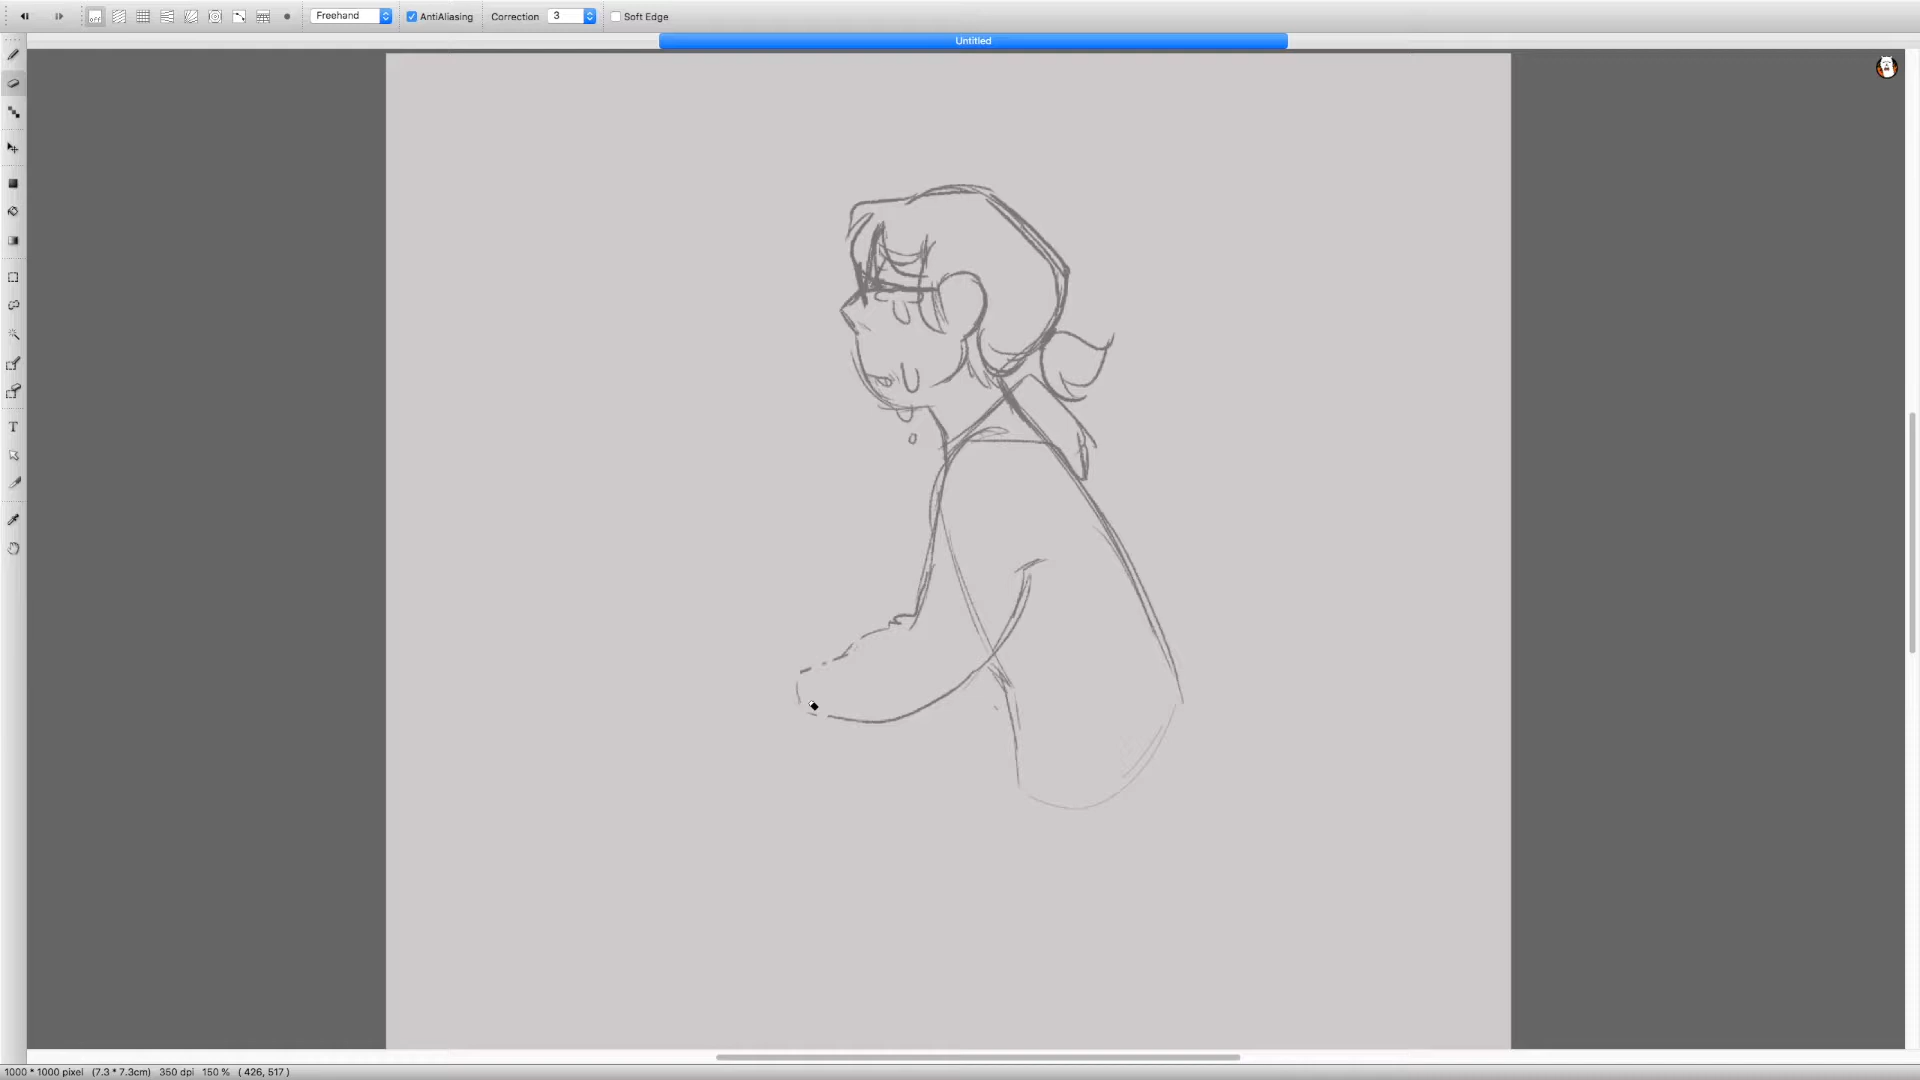 off
Freehand
AntiAliasing
Correction
3
Soft Edge
Untitled
T
1000 * 1000 pixel (7.3 * 7.3cm) 350 dpi 150 % ( 426, 517 )